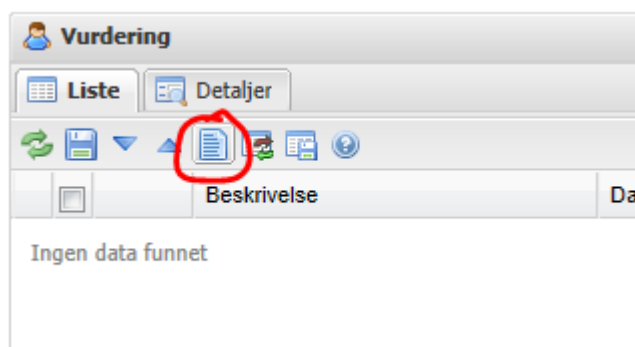 Vurdering
Liste Detaljer
Beskrivelse Da
Ingen data funnet